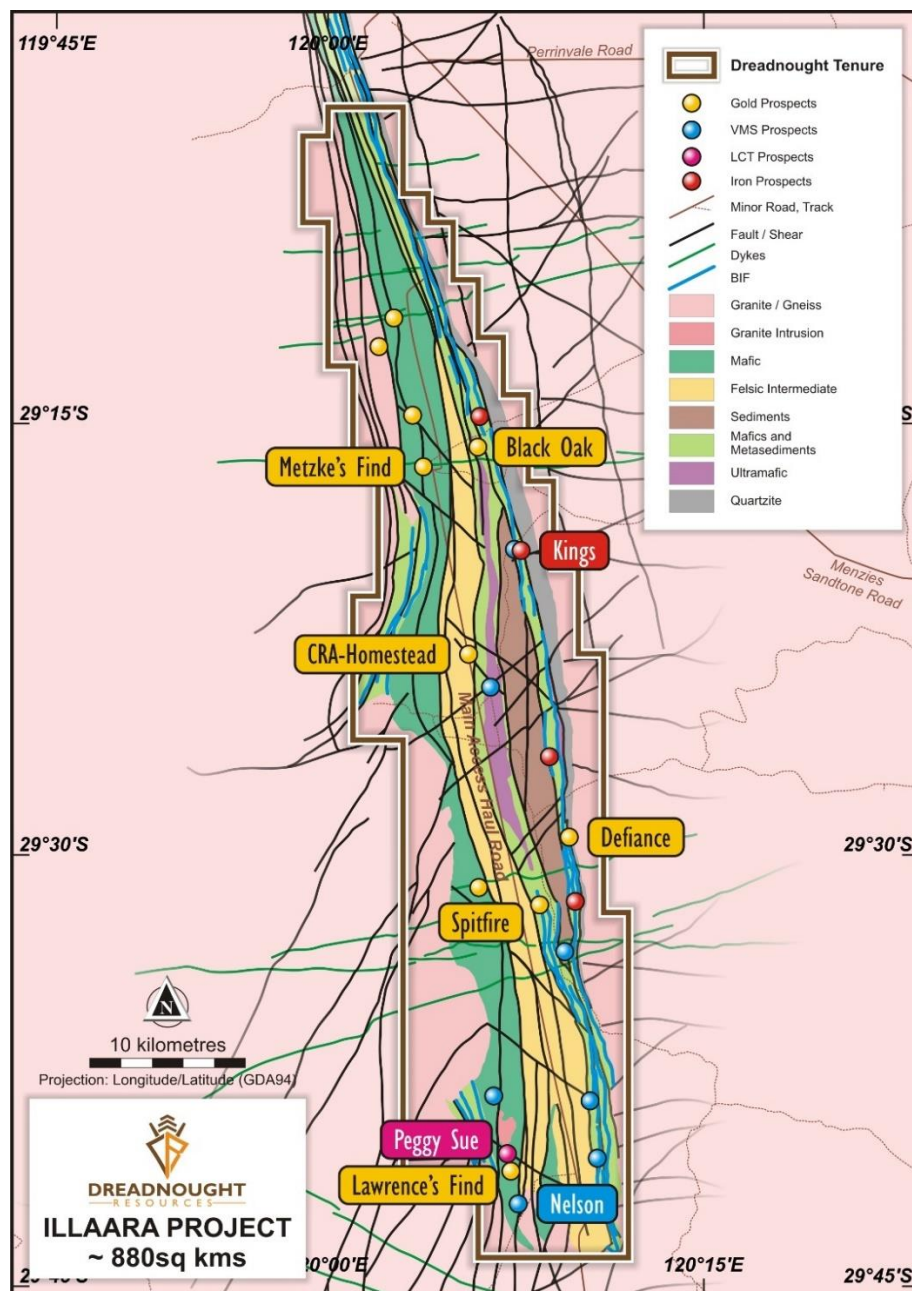 119°45'E
120°00'E
Perrinvale Road
Dreadnought Tenure
Gold Prospects
VMS Prospects
LCT Prospects
Iron Prospects
Minor Road, Track
Fault / Shear
Dykes
BIF
Granite / Gneiss
Granite Intrusion
Mafic
Felsic Intermediate
Sediments
Mafics and
Metasediments
Ultramafic
Quartzite
29°15'S
29°15'S
Black Oak
Metzke's Find
Kings
Menzies
Sandtone Road
CRA-Homestead
Main Access Haul Road
Defiance
29°30'S
29°30'S
Spitfire
N
10 kilometres
Projection: Longitude/Latitude (GDA94)
Peggy Sue
Lawrence's Find
Nelson
DREADNOUGHT
RESOURCES
ILLAARA PROJECT
~ 880sq kms
120°15'E
29°45'S